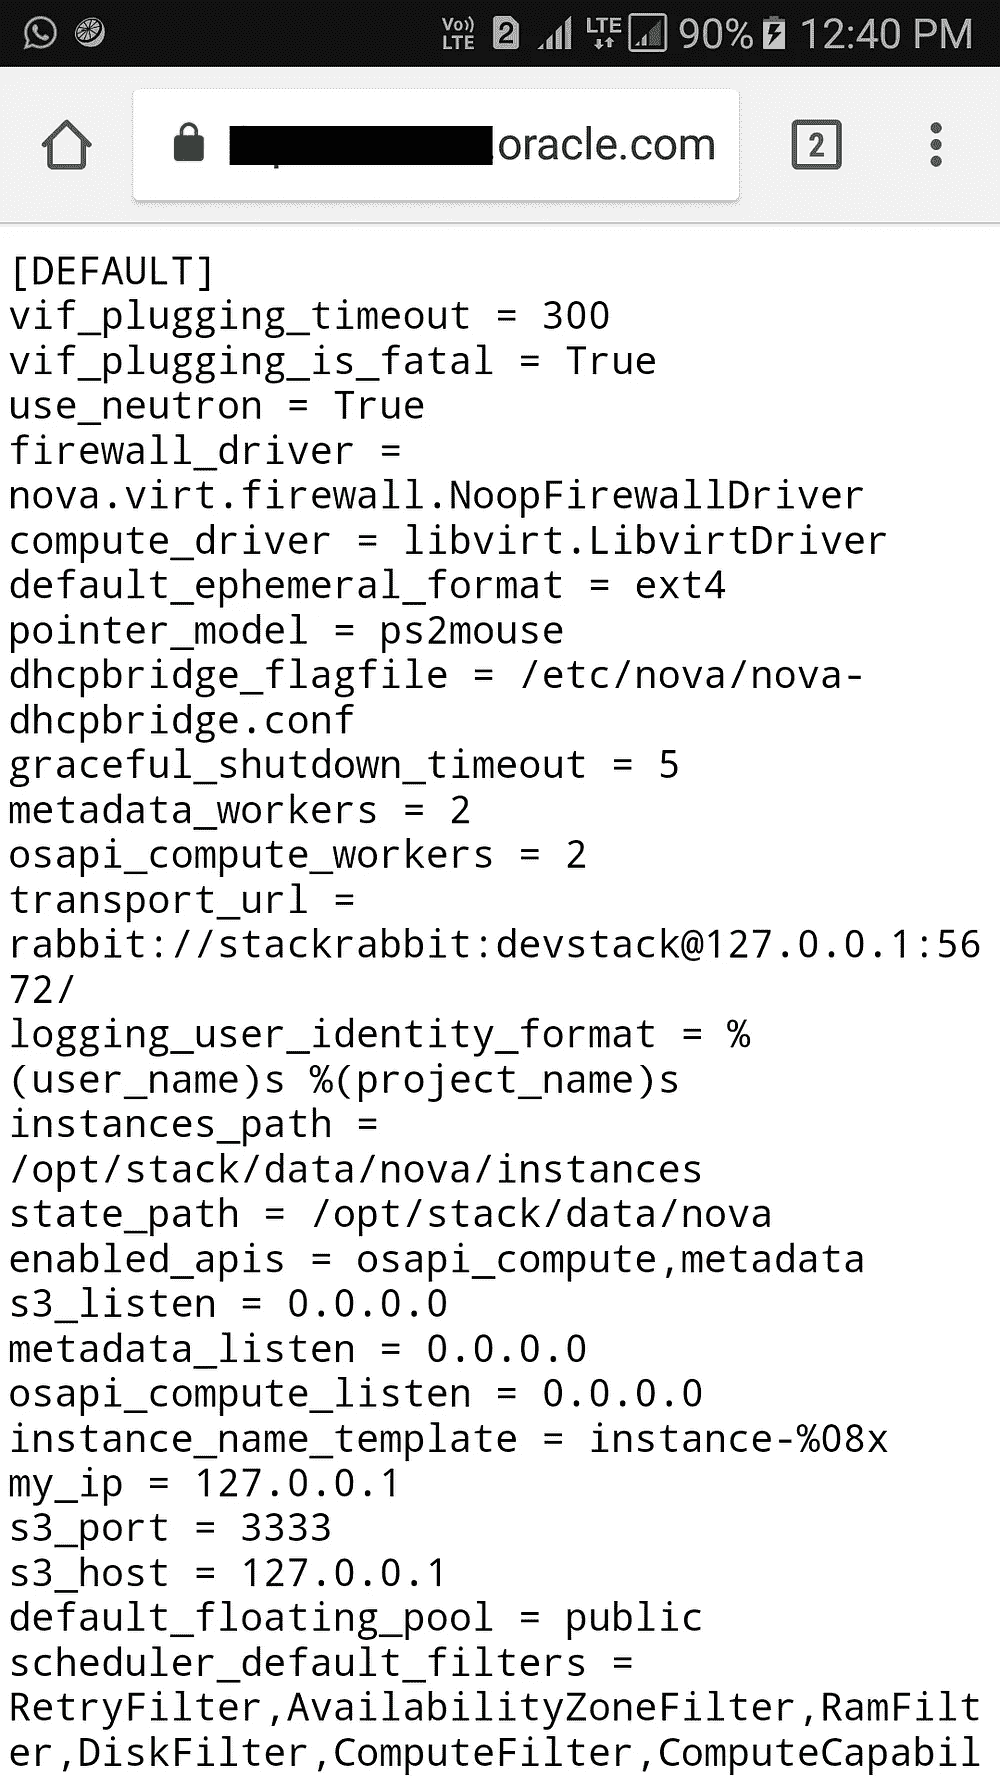 Vo)) LTE 2 LTE 90% 12:40 PM
oracle.com 2
[DEFAULT]
vif_plugging_timeout = 300
vif_plugging_is_fatal = True
use_neutron = True
firewall_driver =
nova.virt.firewall.NoopFirewallDriver
compute_driver = libvirt.LibvirtDriver
default_ephemeral_format = ext4
pointer_model = ps2mouse
dhcpbridge_flagfile = /etc/nova/nova-
dhcpbridge.conf
graceful_shutdown_timeout = 5
metadata_workers = 2
osapi_compute_workers = 2
transport_url =
rabbit://stackrabbit:devstack@127.0.0.1:56
72/
logging_user_identity_format = %
(user_name)s %(project_name)s
instances_path =
/opt/stack/data/nova/instances
state_path = /opt/stack/data/nova
enabled_apis = osapi_compute,metadata
s3_listen = 0.0.0.0
metadata_listen = 0.0.0.0
osapi_compute_listen = 0.0.0.0
instance_name_template = instance-%08x
my_ip = 127.0.0.1
s3_port = 3333
s3_host = 127.0.0.1
default_floating_pool = public
scheduler_default_filters =
RetryFilter,AvailabilityZoneFilter,RamFilt
er,DiskFilter,ComputeFilter,ComputeCapabil